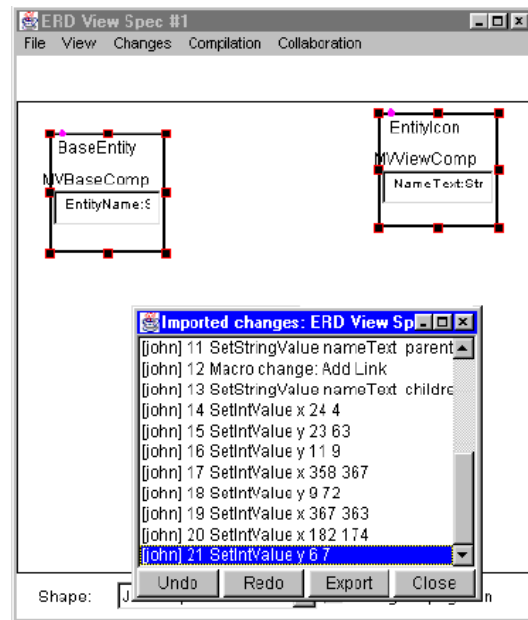 ERD View Spec #1
File View Changes Compilation Collaboration
BaseEntity
MVBaseComp
EntityName:S
EntityIcon
MVViewComp
NameText:Str
Imported changes: ERD View Sp
[john] 11 SetStringValue nameText parent
[john] 12 Macro change: Add Link
[john] 13 SetStringValue nameText childre
[john] 14 SetIntValue x 24 4
[john] 15 SetIntValue y 23 63
[john] 16 SetIntValue y 11 9
[john] 17 SetIntValue x 358 367
[john] 18 SetIntValue y 9 72
[john] 19 SetIntValue x 367 363
[john] 20 SetIntValue x 182 174
[john] 21 SetIntValue y 6 7
Undo Redo Export Close
Shape: